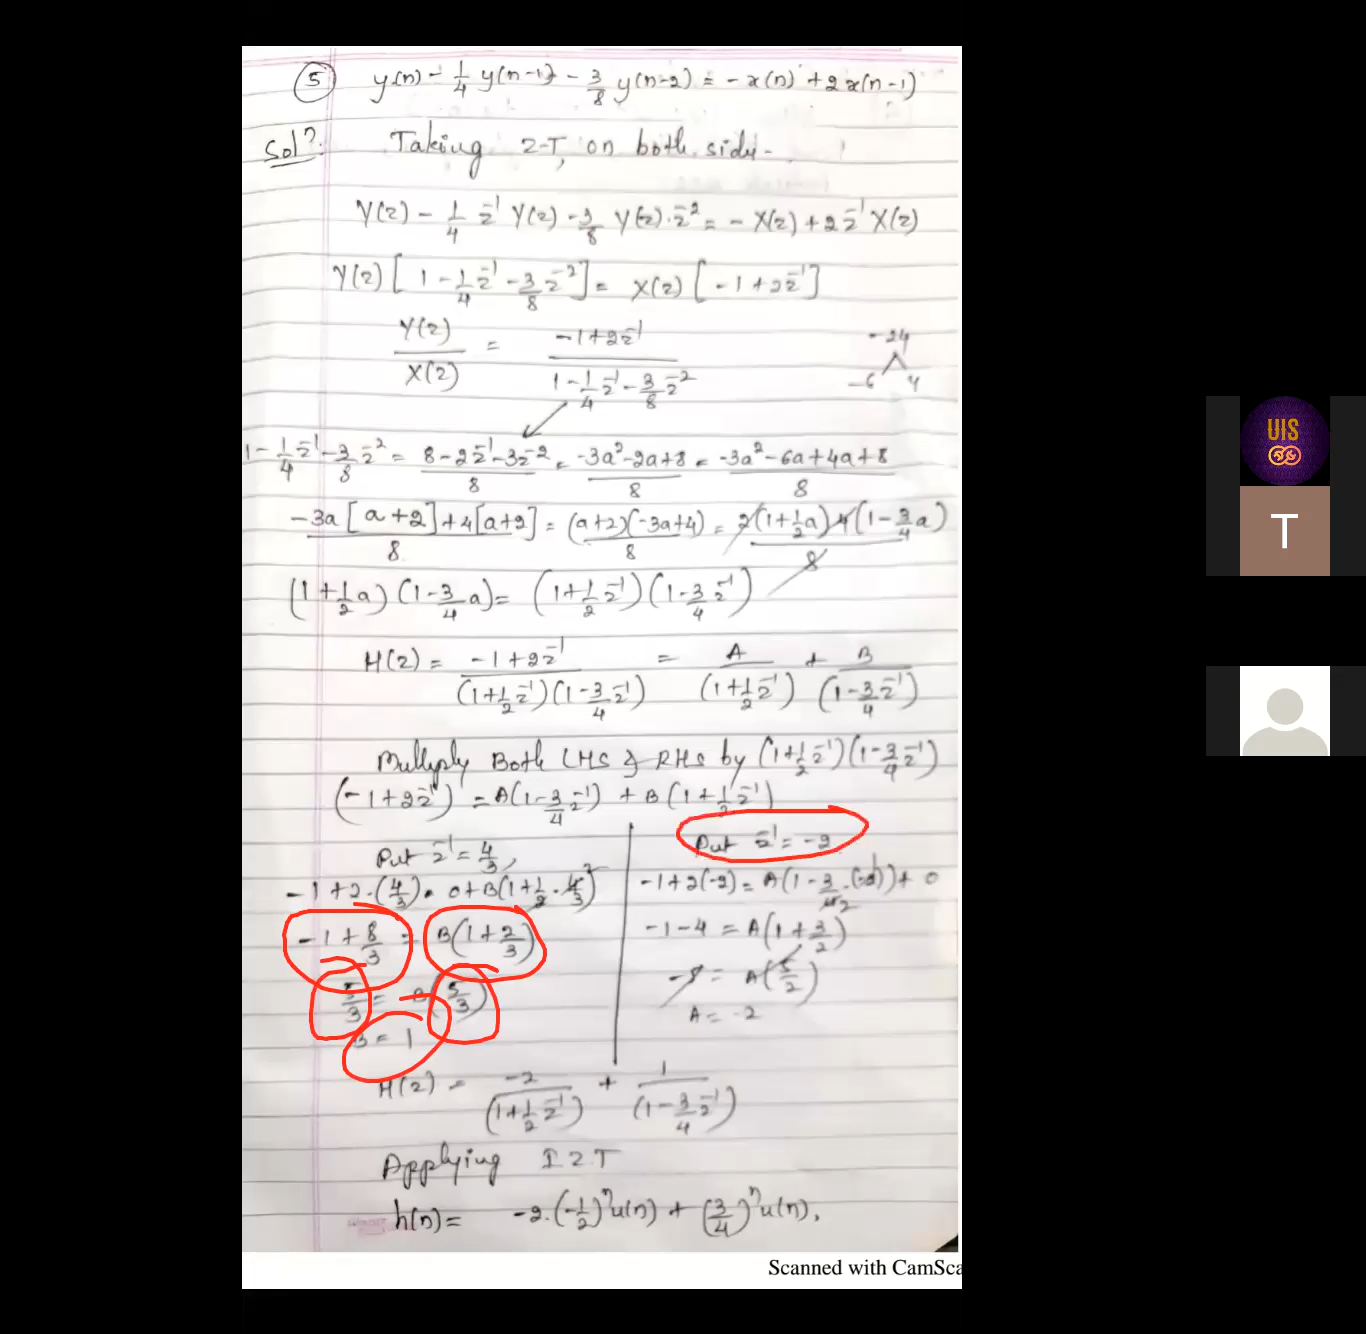 ⑤ y(n) - 1/4 y(n-1) - 3/8 y(n-2) = - x(n) + 2x(n-1)
Solⁿ: Taking Z-T, on both side-
Y(z) - 1/4 z⁻¹ Y(z) - 3/8 Y(z)·z⁻² = - X(z) + 2z⁻¹ X(z)
Y(z) [ 1 - 1/4 z⁻¹ - 3/8 z⁻² ] = X(z) [ -1 + 2z⁻¹ ]
Y(z)/X(z) = (-1 + 2z⁻¹)/(1 - 1/4 z⁻¹ - 3/8 z⁻²)
-24
-6 4
1 - 1/4 z⁻¹ - 3/8 z⁻² = (8 - 2z⁻¹ - 3z⁻²)/8 = (-3a² - 2a + 8)/8 = (-3a² - 6a + 4a + 8)/8
(-3a[a+2] + 4[a+2])/8 = (a+2)(-3a+4)/8 = 2(1+1/2 a) 4(1-3/4 a)/8
(1+1/2 a)(1-3/4 a) = (1+1/2 z⁻¹)(1-3/4 z⁻¹)
H(z) = (-1+2z⁻¹)/((1+1/2 z⁻¹)(1-3/4 z⁻¹)) = A/(1+1/2 z⁻¹) + B/(1-3/4 z⁻¹)
Multiply Both LHS & RHS by (1+1/2 z⁻¹)(1-3/4 z⁻¹)
(-1+2z⁻¹) = A(1-3/4 z⁻¹) + B(1+1/2 z⁻¹)
Put z⁻¹ = 4/3,
-1+2·(4/3) = 0+B(1+1/2·4/3)
-1+8/3 = B(1+2/3)
5/3 = B(5/3)
B = 1
Put z⁻¹ = -2
-1+2(-2) = A(1-3/4·(-2)) + 0
-1-4 = A(1+3/2)
-5 = A(5/2)
A = -2
H(z) = -2/(1+1/2 z⁻¹) + 1/(1-3/4 z⁻¹)
Applying IZT
h(n) = -2·(-1/2)ⁿu(n) + (3/4)ⁿu(n).
Scanned with CamSca
UIS
T